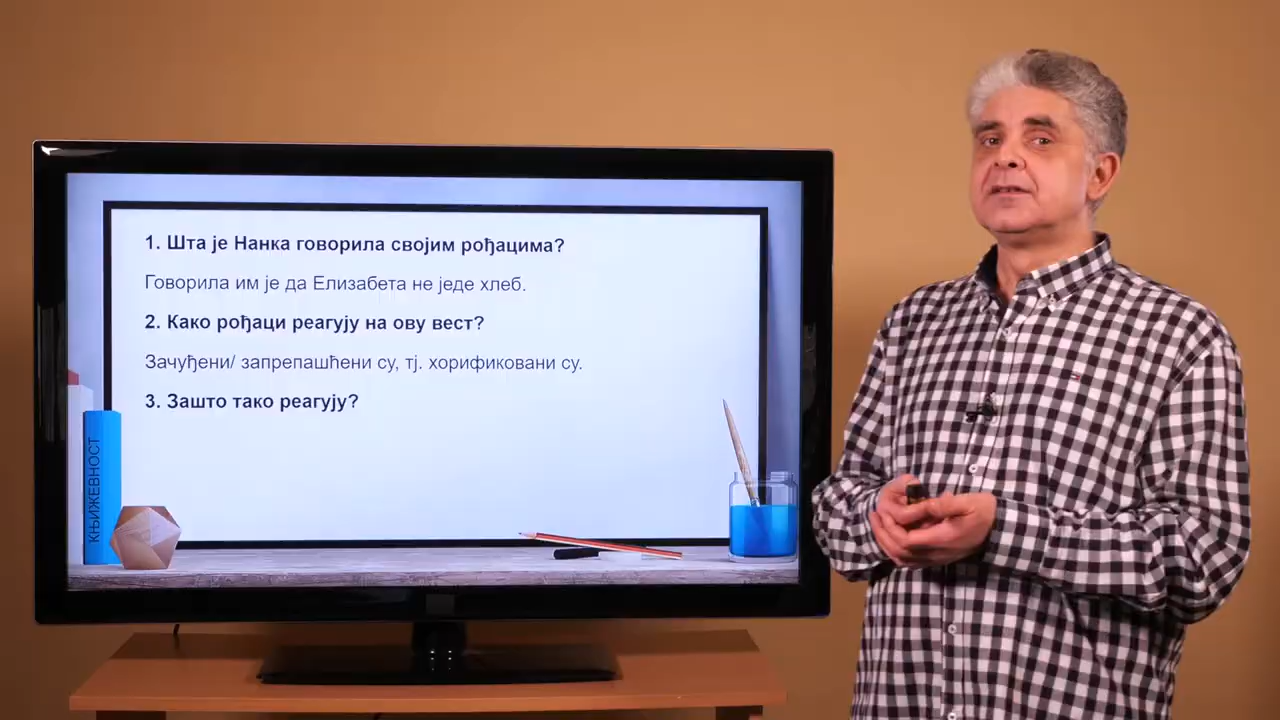 1. Шта је Нанка говорила својим рођацима?
Говорила им је да Елизабета не једе хлеб.
2. Како рођаци реагују на ову вест?
Зачуђени/ запрепашћени су, тј. хорификовани су.
3. Зашто тако реагују?
КЊИЖЕВНОСТ